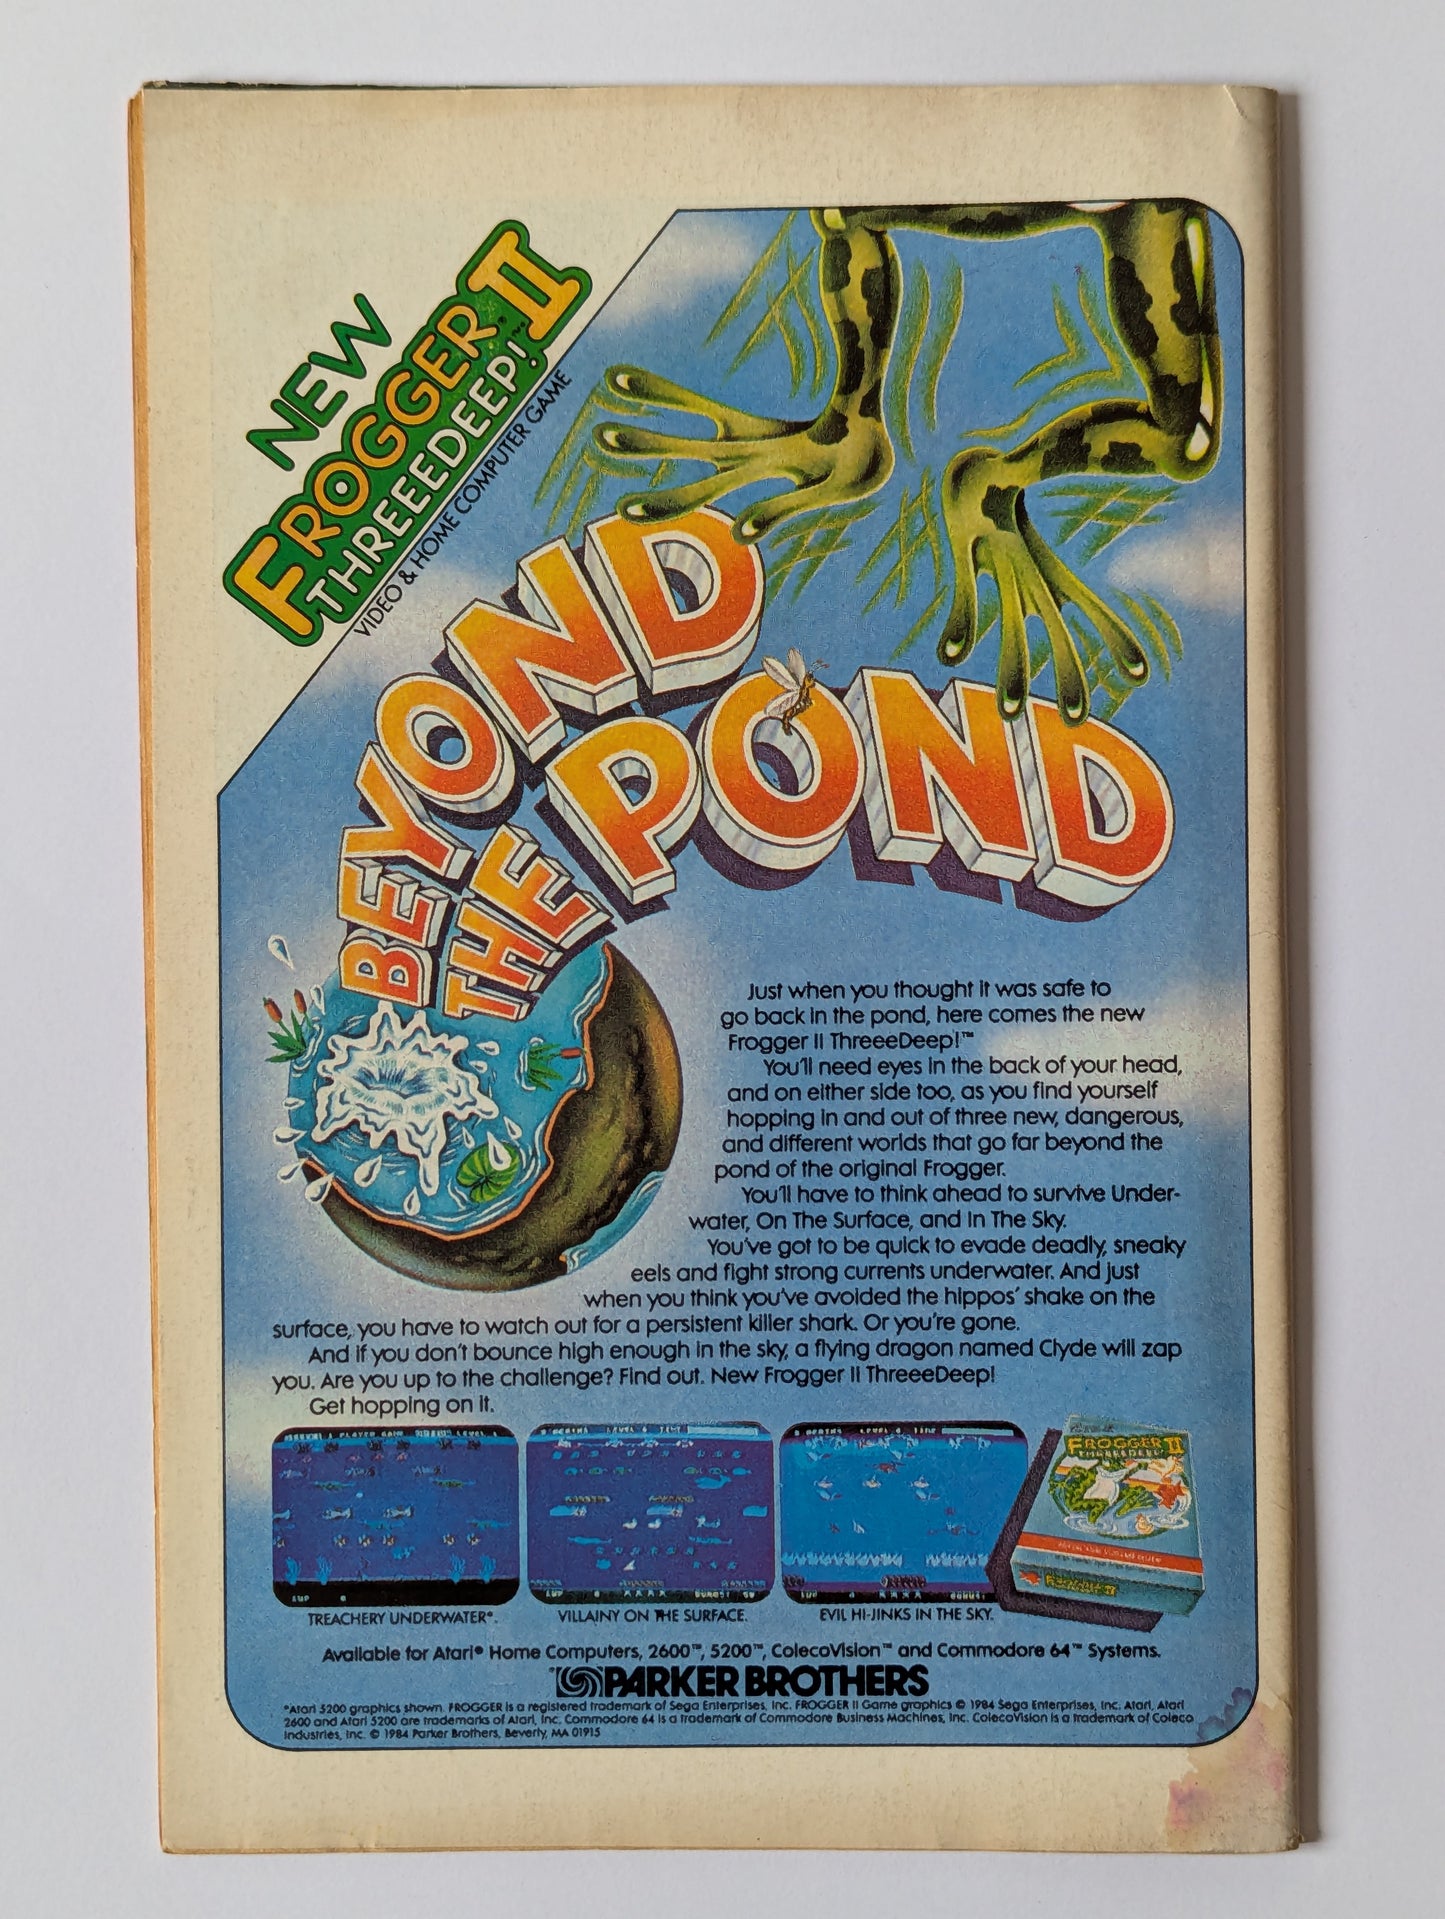 NEW
FROGGER® II
THREEEDEEP!™
VIDEO & HOME COMPUTER GAME
BEYOND
THE POND
Just when you thought it was safe to
go back in the pond, here comes the new
Frogger II ThreeeDeep!™
You'll need eyes in the back of your head,
and on either side too, as you find yourself
hopping in and out of three new, dangerous,
and different worlds that go far beyond the
pond of the original Frogger.
You'll have to think ahead to survive Under-
water, On The Surface, and In The Sky.
You've got to be quick to evade deadly, sneaky
eels and fight strong currents underwater. And just
when you think you've avoided the hippos' shake on the
surface, you have to watch out for a persistent killer shark. Or you're gone.
And if you don't bounce high enough in the sky, a flying dragon named Clyde will zap
you. Are you up to the challenge? Find out. New Frogger II ThreeeDeep!
Get hopping on it.
FROGGER II
THREEEDEEP!
TREACHERY UNDERWATER*.
VILLAINY ON THE SURFACE.
EVIL HI-JINKS IN THE SKY.
Available for Atari® Home Computers, 2600™, 5200™, ColecoVision™ and Commodore 64™ Systems.
PARKER BROTHERS
*Atari 5200 graphics shown. FROGGER is a registered trademark of Sega Enterprises, Inc. FROGGER II Game graphics © 1984 Sega Enterprises, Inc. Atari, Atari
2600 and Atari 5200 are trademarks of Atari, Inc. Commodore 64 is a trademark of Commodore Business Machines, Inc. ColecoVision is a trademark of Coleco
Industries, Inc. © 1984 Parker Brothers, Beverly, MA 01915